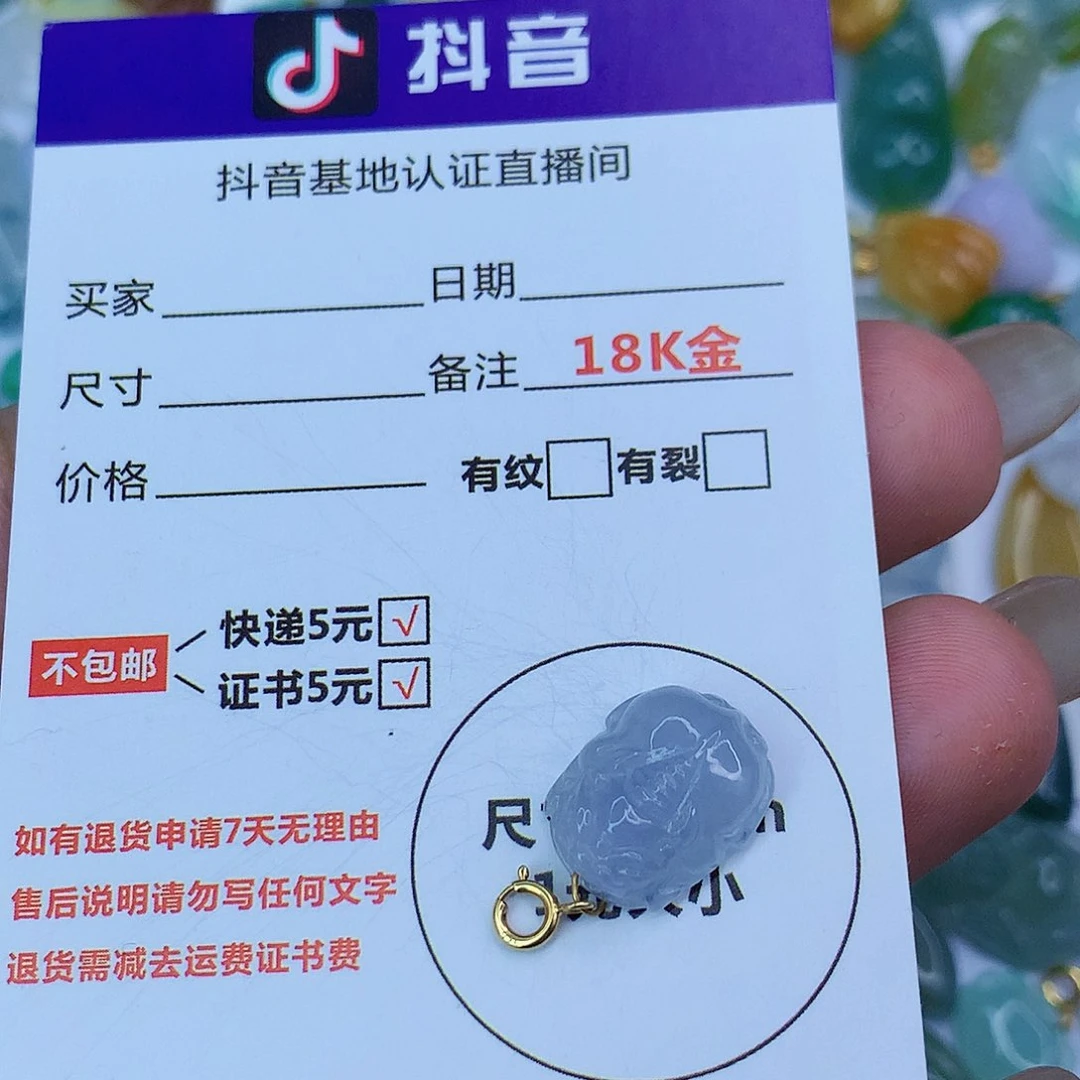 抖音
抖音基地认证直播间
买家 日期
尺寸 备注 18K金
价格 有纹 有裂
不包邮
快递5元 √
证书5元 √
尺
小
如有退货申请7天无理由
售后说明请勿写任何文字
退货需减去运费证书费